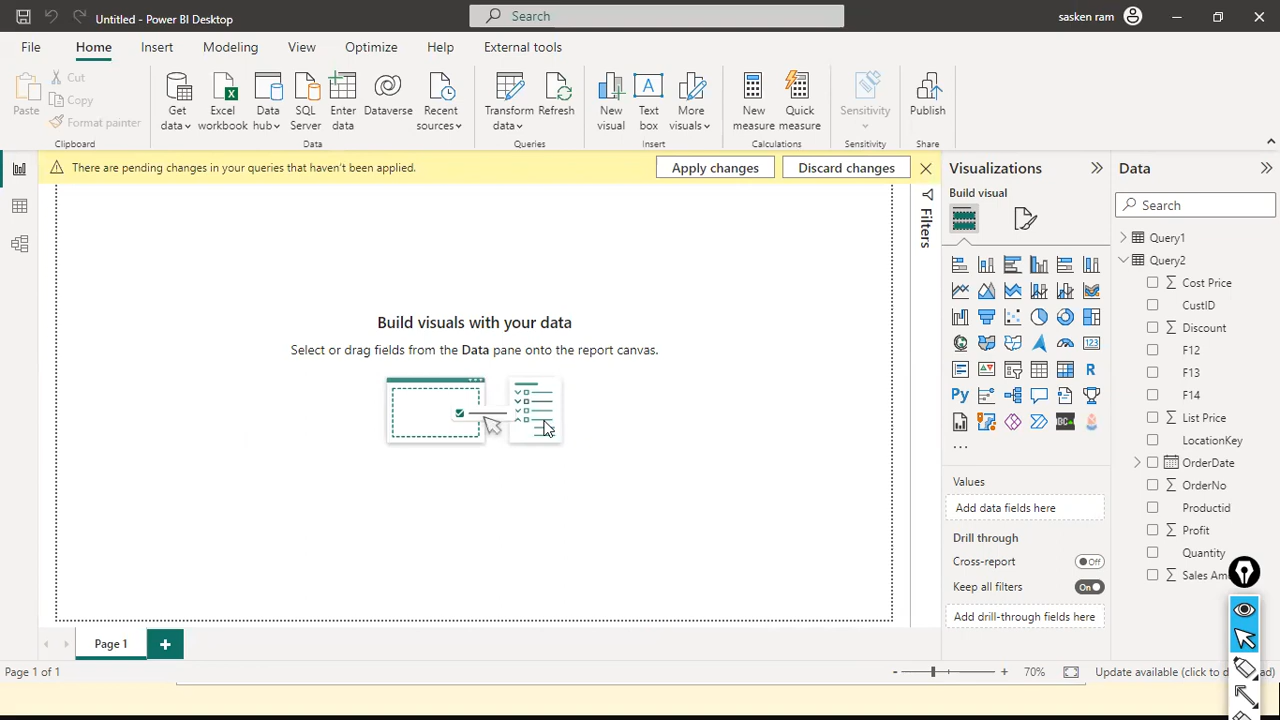 Untitled - Power BI Desktop
Search
sasken ram
File
Home
Insert
Modeling
View
Optimize
Help
External tools
Paste
Cut
Copy
Format painter
Clipboard
Get data
Excel workbook
Data hub
SQL Server
Enter data
Dataverse
Recent sources
Data
Transform data
Refresh
Queries
New visual
Text box
More visuals
Insert
New measure
Quick measure
Calculations
Sensitivity
Sensitivity
Publish
Share
There are pending changes in your queries that haven't been applied.
Apply changes
Discard changes
Build visuals with your data
Select or drag fields from the Data pane onto the report canvas.
Filters
Visualizations
Build visual
Values
Add data fields here
Drill through
Cross-report
Off
Keep all filters
On
Add drill-through fields here
Data
Search
Query1
Query2
Cost Price
CustID
Discount
F12
F13
F14
List Price
LocationKey
OrderDate
OrderNo
Productid
Profit
Quantity
Sales
Page 1
Page 1 of 1
70%
Update available (click to